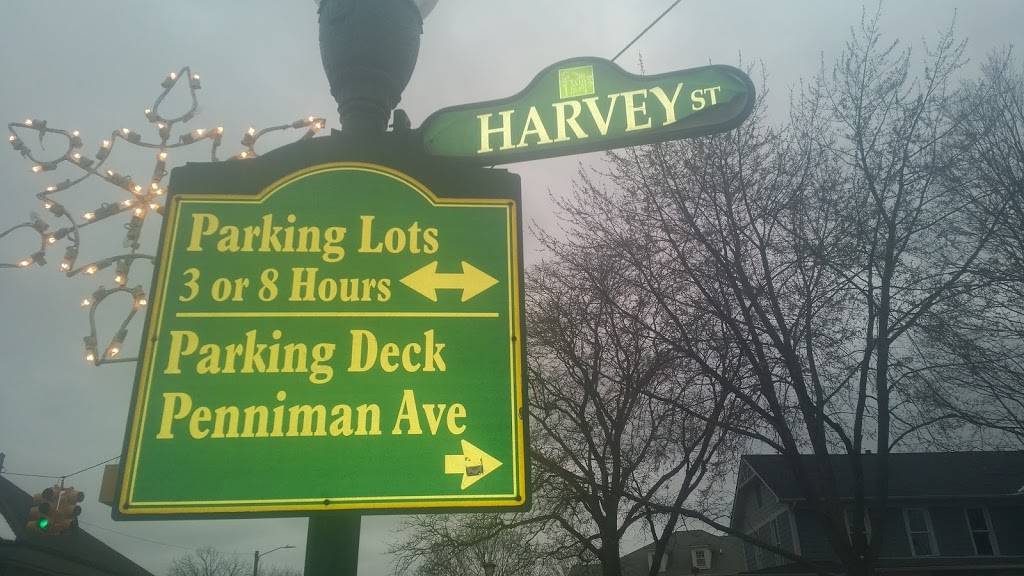 HARVEY ST
Parking Lots
3 or 8 Hours
Parking Deck
Penniman Ave